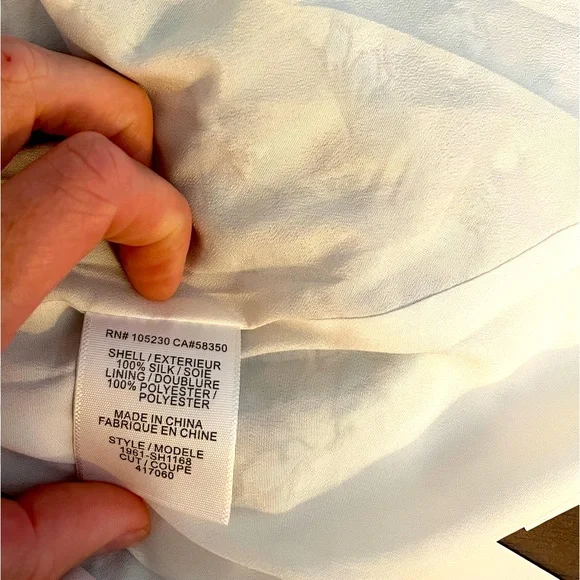 RN# 105230 CA#58350
SHELL / EXTERIEUR
100% SILK / SOIE
LINING / DOUBLURE
100% POLYESTER /
POLYESTER
MADE IN CHINA
FABRIQUE EN CHINE
STYLE / MODELE
1961-SH1168
CUT / COUPE
417060